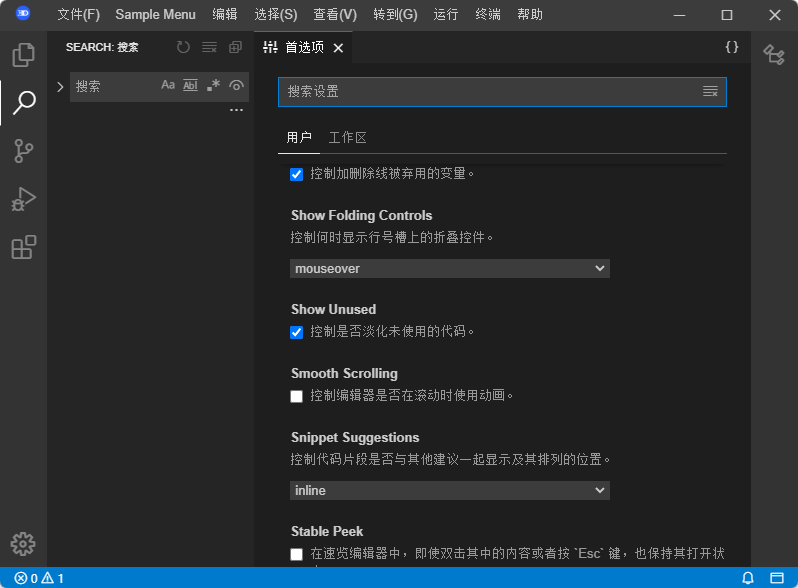 文件(F) Sample Menu 编辑 选择(S) 查看(V) 转到(G) 运行 终端 帮助
SEARCH: 搜索
首选项
搜索 Aa Abl
搜索设置
用户 工作区
控制加删除线被弃用的变量。
Show Folding Controls
控制何时显示行号槽上的折叠控件。
mouseover
Show Unused
控制是否淡化未使用的代码。
Smooth Scrolling
控制编辑器是否在滚动时使用动画。
Snippet Suggestions
控制代码片段是否与其他建议一起显示及其排列的位置。
inline
Stable Peek
在速览编辑器中，即使双击其中的内容或者按 `Esc` 键，也保持其打开状
0 1